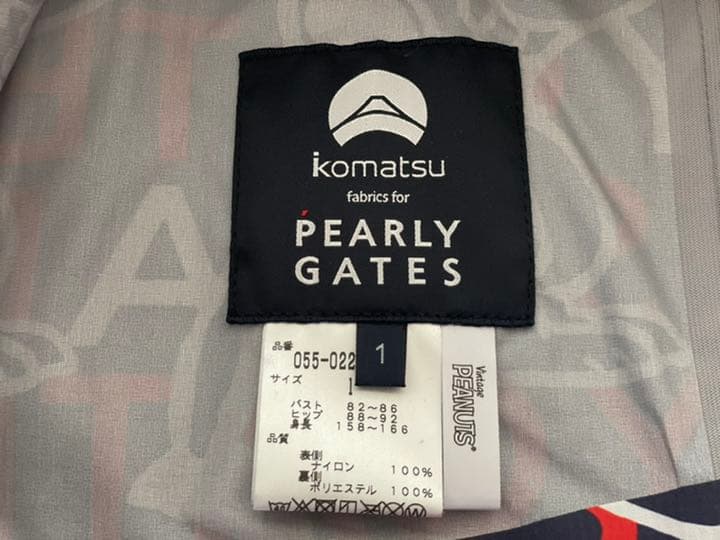 komatsu
fabrics for
PEARLY
GATES
1
品番
055-022
サイズ
1
バスト 82~86
ヒップ 88~92
身長 158~166
品質
表側
ナイロン 100%
裏側
ポリエステル 100%
Vintage
PEANUTS